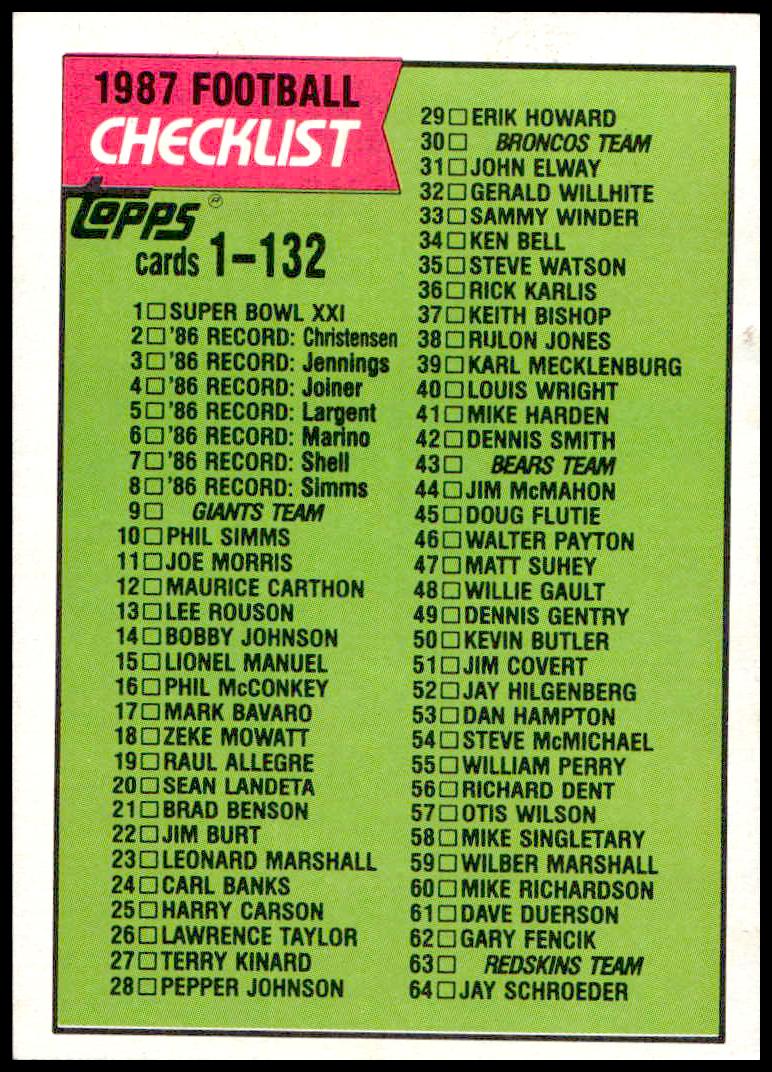 1987 FOOTBALL
CHECKLIST
Topps ®
cards 1-132
1 □ SUPER BOWL XXI
2 □ '86 RECORD: Christensen
3 □ '86 RECORD: Jennings
4 □ '86 RECORD: Joiner
5 □ '86 RECORD: Largent
6 □ '86 RECORD: Marino
7 □ '86 RECORD: Shell
8 □ '86 RECORD: Simms
9 □ GIANTS TEAM
10 □ PHIL SIMMS
11 □ JOE MORRIS
12 □ MAURICE CARTHON
13 □ LEE ROUSON
14 □ BOBBY JOHNSON
15 □ LIONEL MANUEL
16 □ PHIL McCONKEY
17 □ MARK BAVARO
18 □ ZEKE MOWATT
19 □ RAUL ALLEGRE
20 □ SEAN LANDETA
21 □ BRAD BENSON
22 □ JIM BURT
23 □ LEONARD MARSHALL
24 □ CARL BANKS
25 □ HARRY CARSON
26 □ LAWRENCE TAYLOR
27 □ TERRY KINARD
28 □ PEPPER JOHNSON
29 □ ERIK HOWARD
30 □ BRONCOS TEAM
31 □ JOHN ELWAY
32 □ GERALD WILLHITE
33 □ SAMMY WINDER
34 □ KEN BELL
35 □ STEVE WATSON
36 □ RICK KARLIS
37 □ KEITH BISHOP
38 □ RULON JONES
39 □ KARL MECKLENBURG
40 □ LOUIS WRIGHT
41 □ MIKE HARDEN
42 □ DENNIS SMITH
43 □ BEARS TEAM
44 □ JIM McMAHON
45 □ DOUG FLUTIE
46 □ WALTER PAYTON
47 □ MATT SUHEY
48 □ WILLIE GAULT
49 □ DENNIS GENTRY
50 □ KEVIN BUTLER
51 □ JIM COVERT
52 □ JAY HILGENBERG
53 □ DAN HAMPTON
54 □ STEVE McMICHAEL
55 □ WILLIAM PERRY
56 □ RICHARD DENT
57 □ OTIS WILSON
58 □ MIKE SINGLETARY
59 □ WILBER MARSHALL
60 □ MIKE RICHARDSON
61 □ DAVE DUERSON
62 □ GARY FENCIK
63 □ REDSKINS TEAM
64 □ JAY SCHROEDER